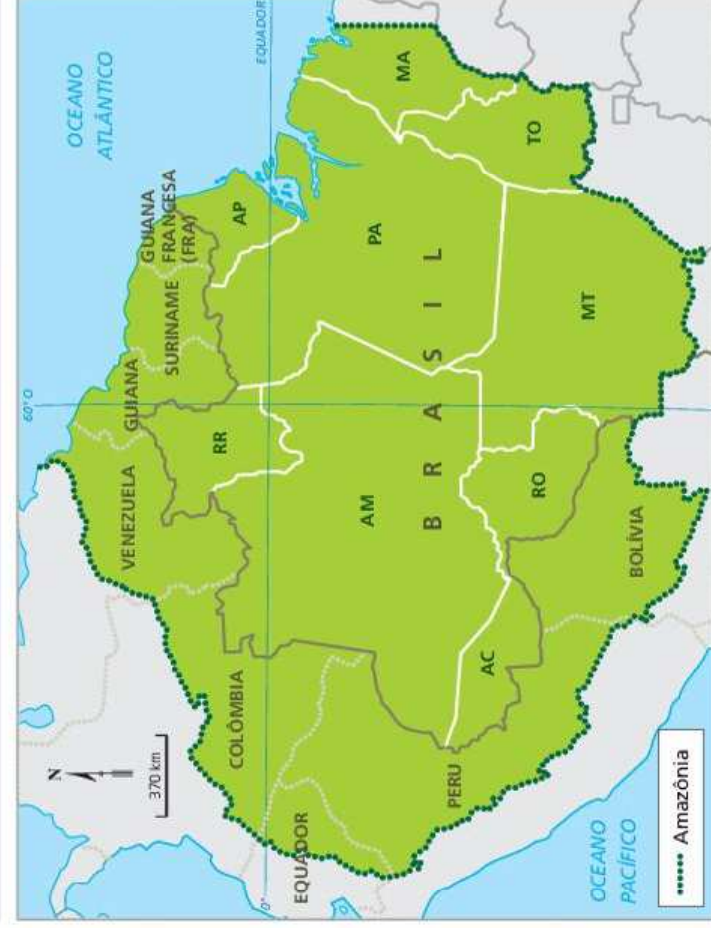 60° O
OCEANO
ATLÂNTICO
EQUADOR
N
370 km
VENEZUELA
GUIANA
SURINAME
GUIANA
FRANCESA
(FRA)
COLÔMBIA
RR
AP
0°
EQUADOR
AM
PA
MA
BRASIL
PERU
AC
RO
TO
MT
BOLÍVIA
OCEANO
PACÍFICO
Amazônia